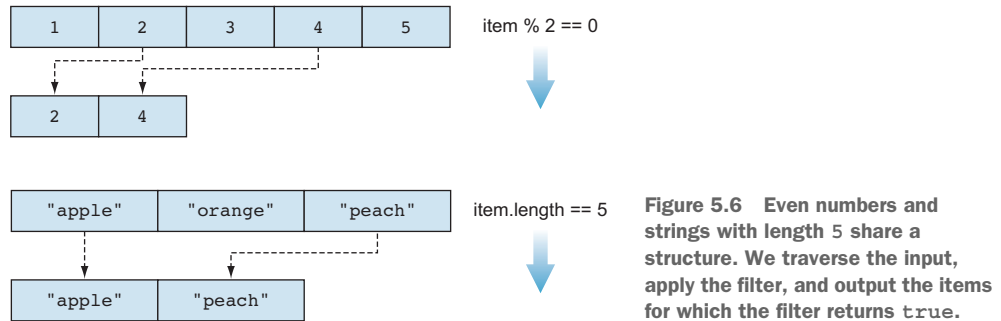 1 2 3 4 5 item % 2 == 0
2 4
"apple" "orange" "peach" item.length == 5
"apple" "peach"
Figure 5.6 Even numbers and
strings with length 5 share a
structure. We traverse the input,
apply the filter, and output the items
for which the filter returns true.